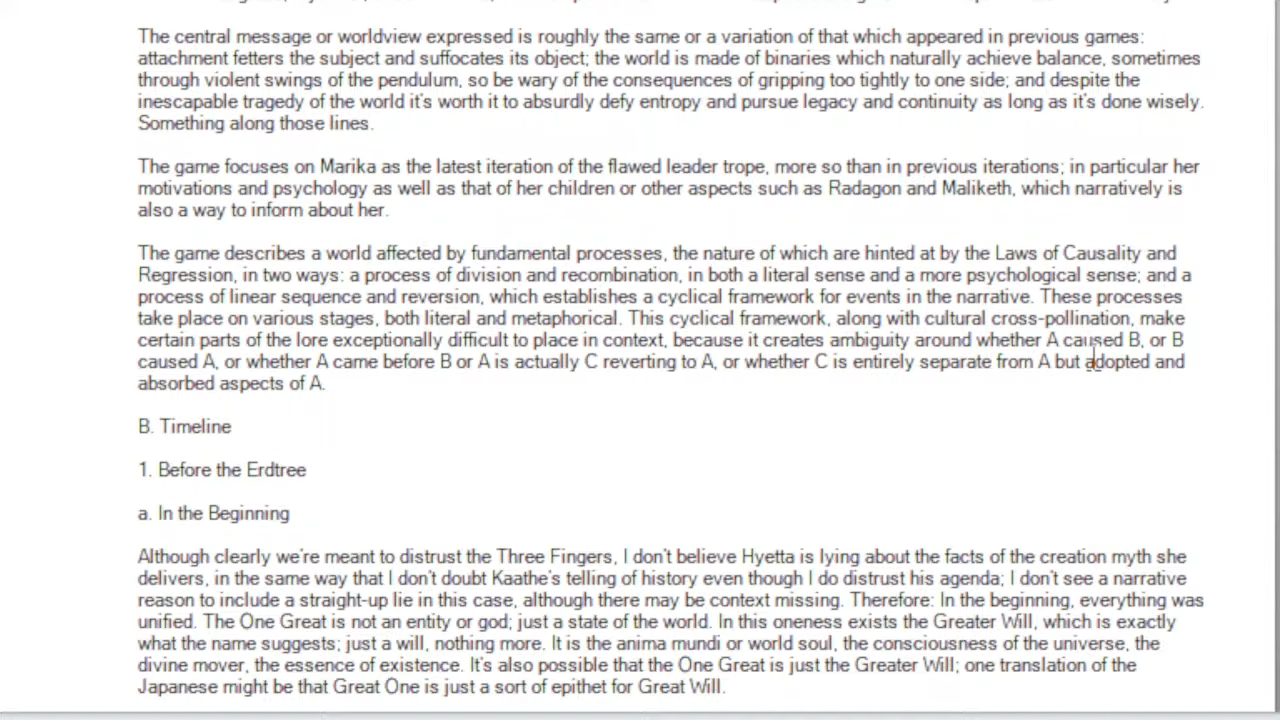 The central message or worldview expressed is roughly the same or a variation of that which appeared in previous games:
attachment fetters the subject and suffocates its object; the world is made of binaries which naturally achieve balance, sometimes
through violent swings of the pendulum, so be wary of the consequences of gripping too tightly to one side; and despite the
inescapable tragedy of the world it's worth it to absurdly defy entropy and pursue legacy and continuity as long as it's done wisely.
Something along those lines.
The game focuses on Marika as the latest iteration of the flawed leader trope, more so than in previous iterations; in particular her
motivations and psychology as well as that of her children or other aspects such as Radagon and Maliketh, which narratively is
also a way to inform about her.
The game describes a world affected by fundamental processes, the nature of which are hinted at by the Laws of Causality and
Regression, in two ways: a process of division and recombination, in both a literal sense and a more psychological sense; and a
process of linear sequence and reversion, which establishes a cyclical framework for events in the narrative. These processes
take place on various stages, both literal and metaphorical. This cyclical framework, along with cultural cross-pollination, make
certain parts of the lore exceptionally difficult to place in context, because it creates ambiguity around whether A caused B, or B
caused A, or whether A came before B or A is actually C reverting to A, or whether C is entirely separate from A but adopted and
absorbed aspects of A.
B. Timeline
1. Before the Erdtree
a. In the Beginning
Although clearly we're meant to distrust the Three Fingers, I don't believe Hyetta is lying about the facts of the creation myth she
delivers, in the same way that I don't doubt Kaathe's telling of history even though I do distrust his agenda; I don't see a narrative
reason to include a straight-up lie in this case, although there may be context missing. Therefore: In the beginning, everything was
unified. The One Great is not an entity or god; just a state of the world. In this oneness exists the Greater Will, which is exactly
what the name suggests; just a will, nothing more. It is the anima mundi or world soul, the consciousness of the universe, the
divine mover, the essence of existence. It's also possible that the One Great is just the Greater Will; one translation of the
Japanese might be that Great One is just a sort of epithet for Great Will.